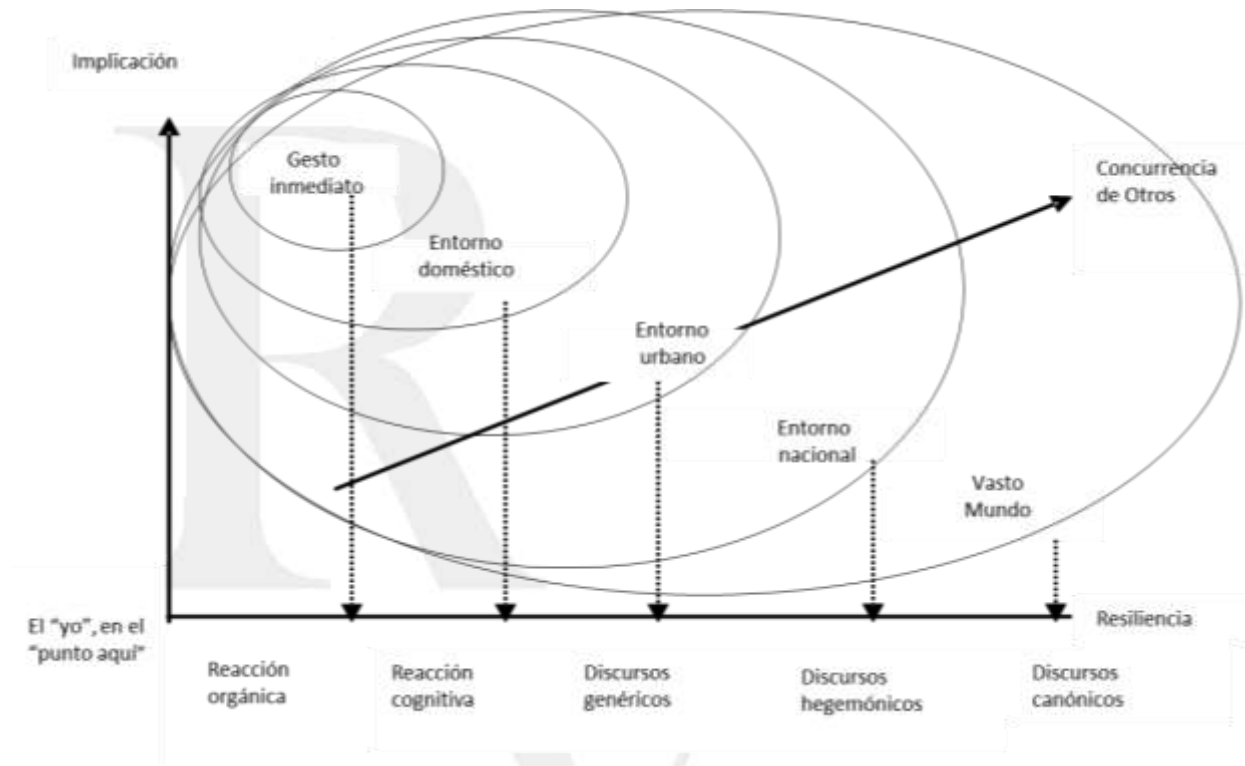 Implicación
Gesto
inmediato
Concurrencia
de Otros
Entorno
doméstico
Entorno
urbano
Entorno
nacional
Vasto
Mundo
El “yo”, en el
“punto aquí”
Resiliencia
Reacción
orgánica
Reacción
cognitiva
Discursos
genéricos
Discursos
hegemónicos
Discursos
canónicos